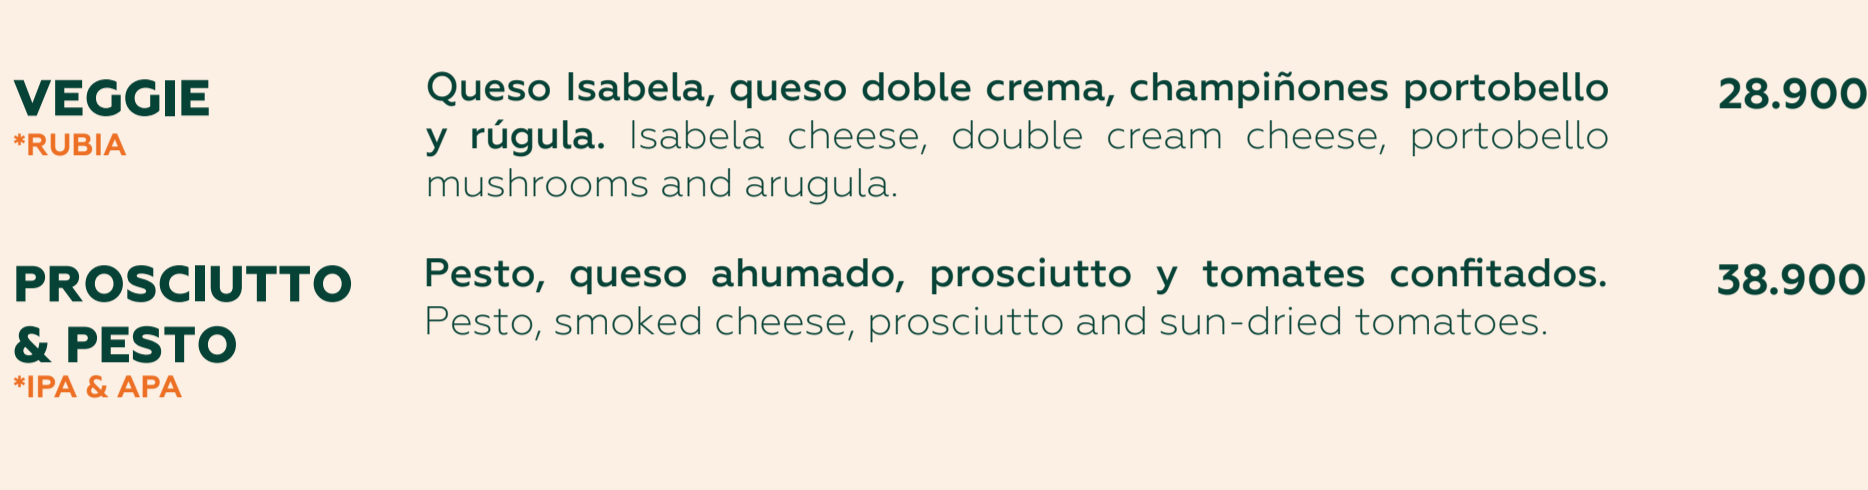 VEGGIE
*RUBIA
Queso Isabela, queso doble crema, champiñones portobello
y rúgula. Isabela cheese, double cream cheese, portobello
mushrooms and arugula.
28.900
PROSCIUTTO
& PESTO
*IPA & APA
Pesto, queso ahumado, prosciutto y tomates confitados.
Pesto, smoked cheese, prosciutto and sun-dried tomatoes.
38.900